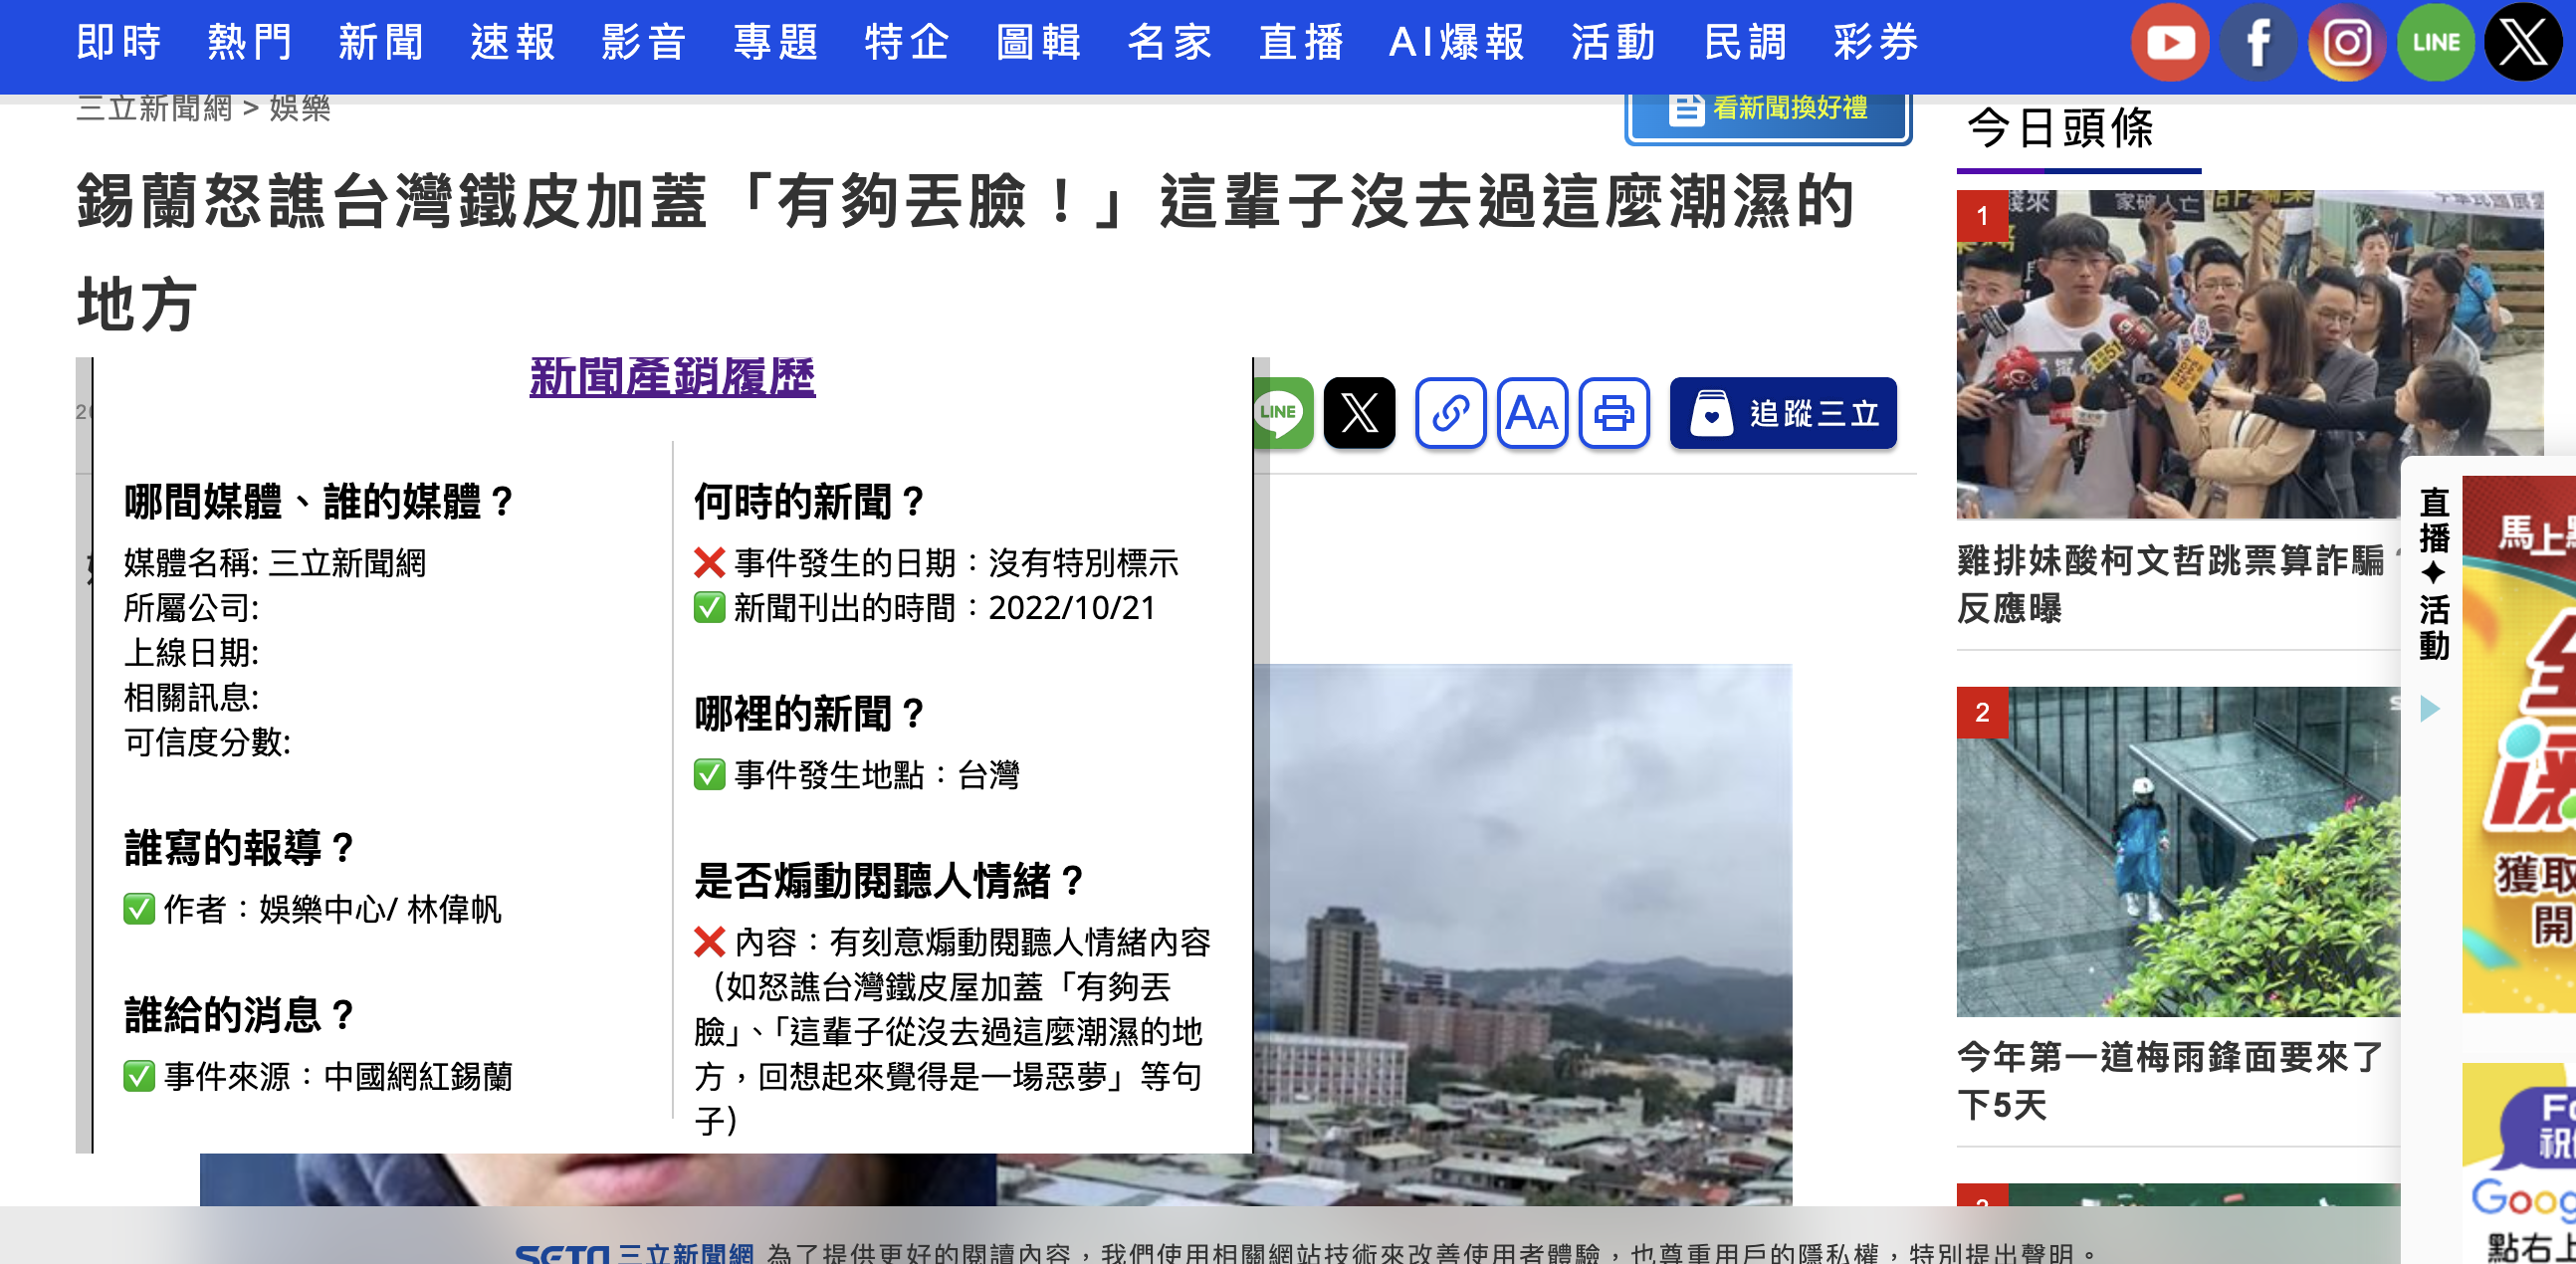 即時 熱門 新聞 速報 影音 專題 特企 圖輯 名家 直播 AI爆報 活動 民調 彩券
LINE
三立新聞網 > 娛樂
看新聞換好禮
錫蘭怒譙台灣鐵皮加蓋「有夠丟臉！」這輩子沒去過這麼潮濕的
地方
新聞產銷履歷
哪間媒體、誰的媒體？
媒體名稱: 三立新聞網
所屬公司:
上線日期:
相關訊息:
可信度分數:
誰寫的報導？
作者：娛樂中心/ 林偉帆
誰給的消息？
事件來源：中國網紅錫蘭
何時的新聞？
事件發生的日期：沒有特別標示
新聞刊出的時間：2022/10/21
哪裡的新聞？
事件發生地點：台灣
是否煽動閱聽人情緒？
內容：有刻意煽動閱聽人情緒內容
（如怒譙台灣鐵皮屋加蓋「有夠丟
臉」、「這輩子從沒去過這麼潮濕的地
方，回想起來覺得是一場惡夢」等句
子）
LINE
AA
追蹤三立
今日頭條
1
家破人亡
雞排妹酸柯文哲跳票算詐騙
反應曝
2
今年第一道梅雨鋒面要來了
下5天
直播✦活動
馬上
獲取
開
Goog
點右上
三立新聞網 為了提供更好的閱讀內容，我們使用相關網站技術來改善使用者體驗，也尊重用戶的隱私權，特別提出聲明。